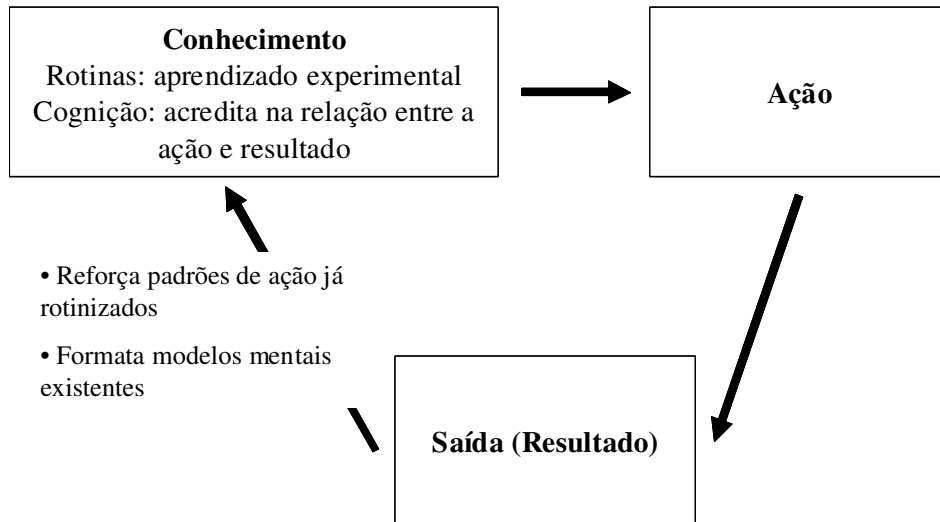 Conhecimento
Rotinas: aprendizado experimental
Cognição: acredita na relação entre a
ação e resultado
Ação
• Reforça padrões de ação já
rotinizados
• Formata modelos mentais
existentes
Saída (Resultado)